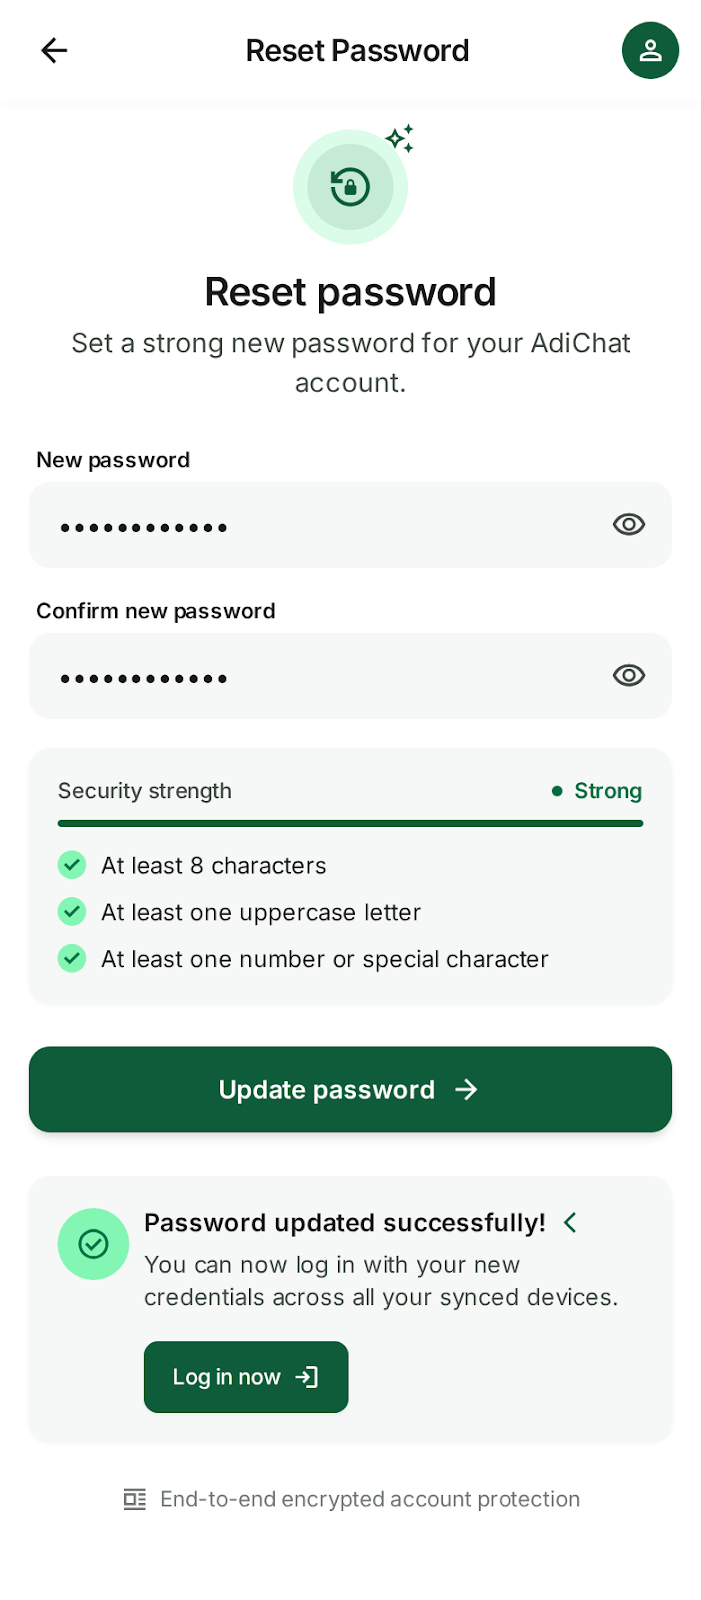 Reset Password
Reset password
Set a strong new password for your AdiChat
account.
New password
••••••••••••
Confirm new password
••••••••••••
Security strength
Strong
At least 8 characters
At least one uppercase letter
At least one number or special character
Update password
Password updated successfully!
You can now log in with your new
credentials across all your synced devices.
Log in now
End-to-end encrypted account protection